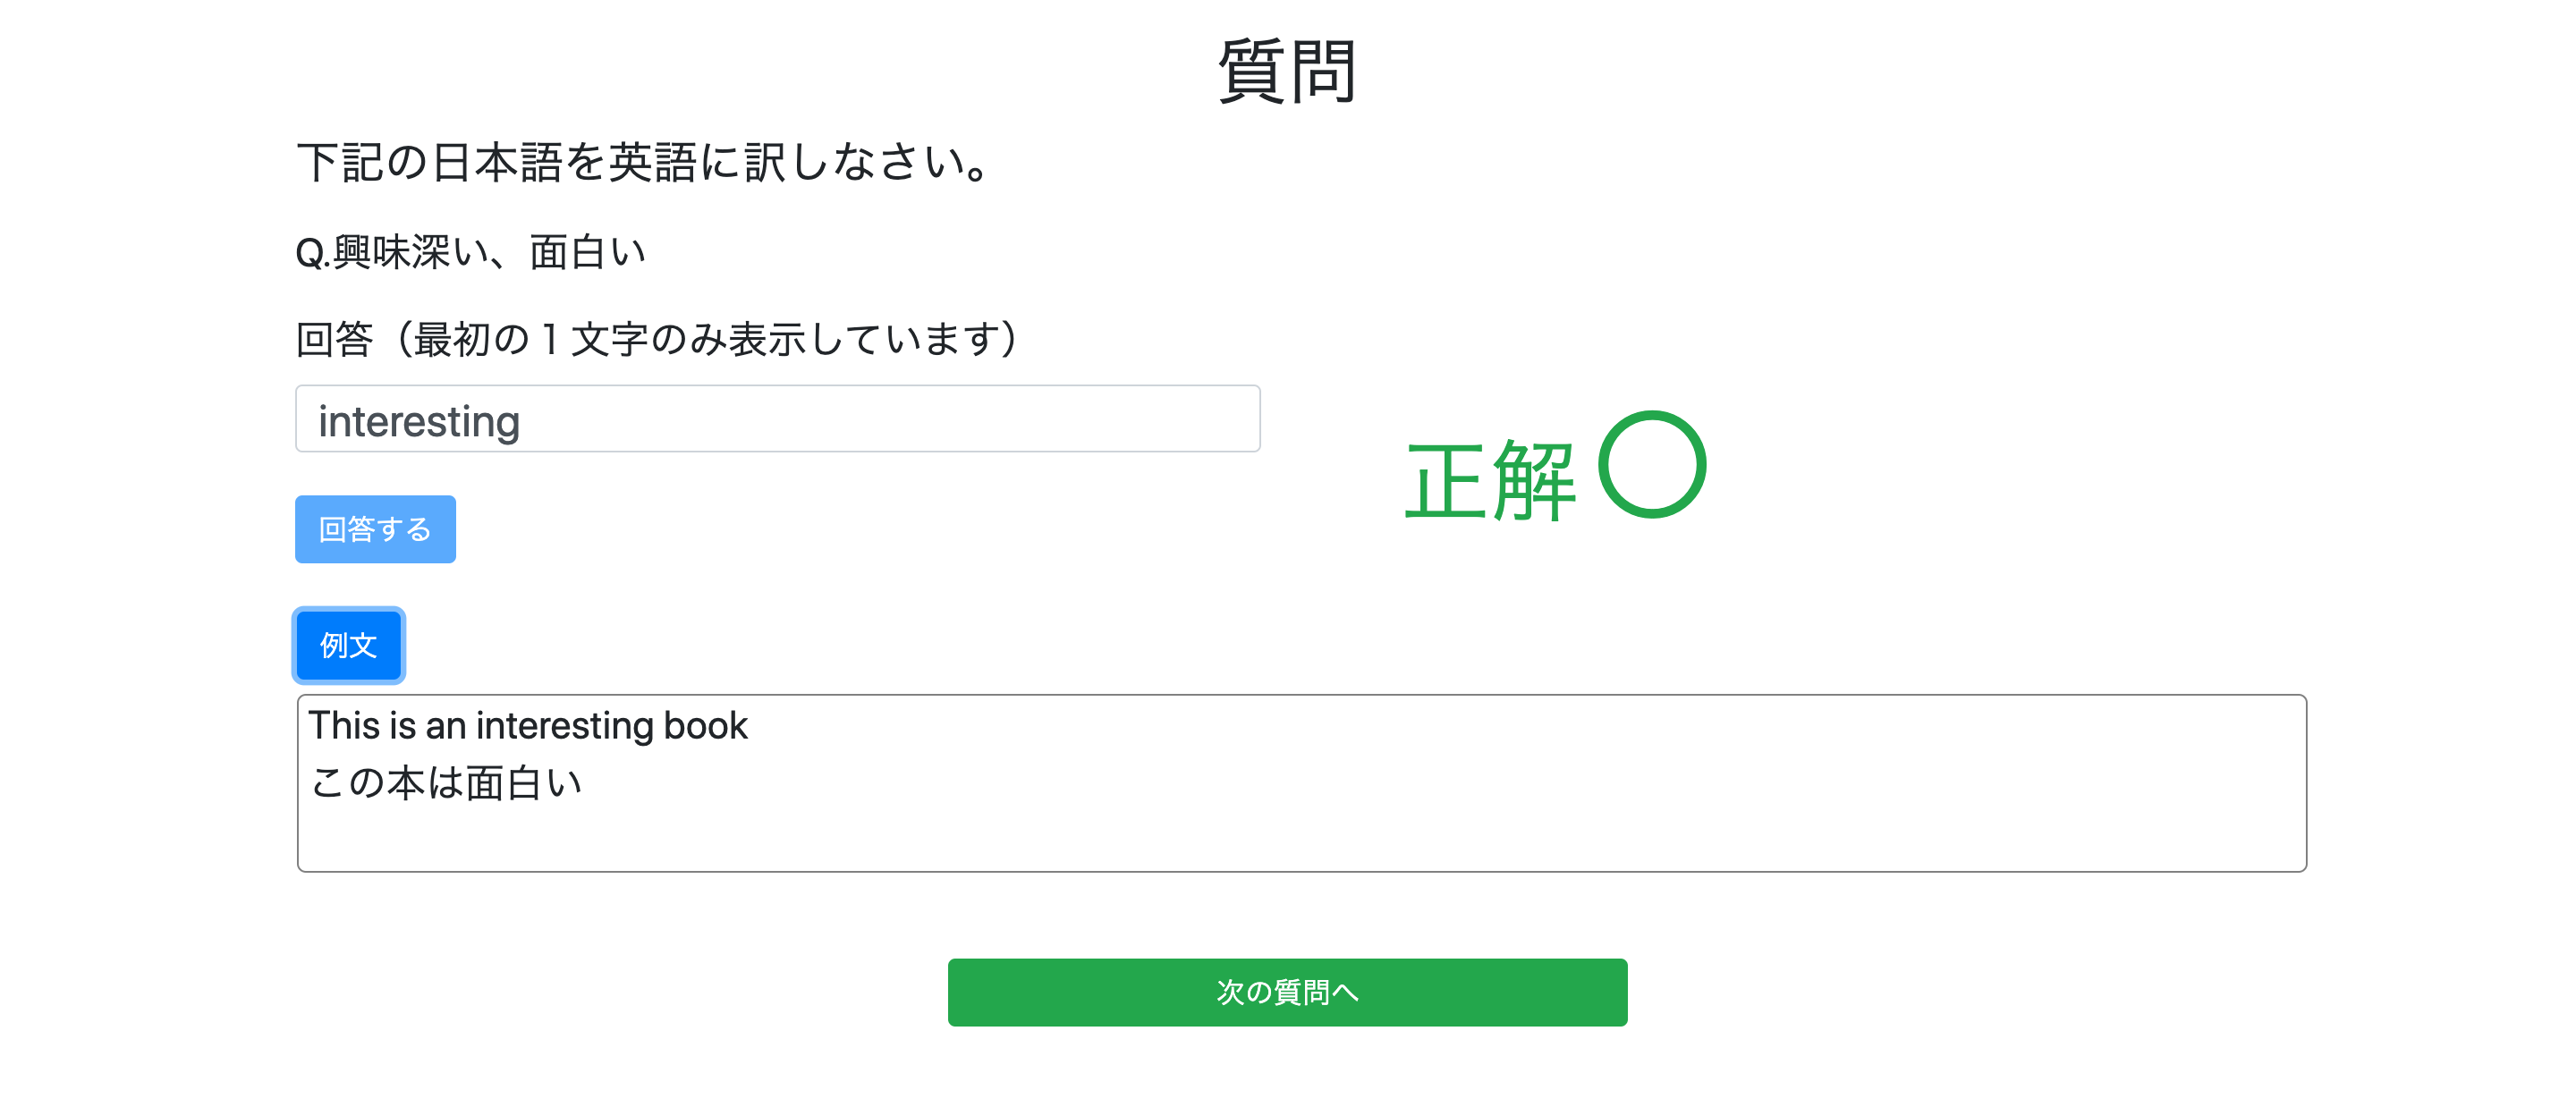 質問
下記の日本語を英語に訳しなさい。
Q.興味深い、面白い
回答（最初の１文字のみ表示しています）
interesting
正解○
回答する
例文
This is an interesting book
この本は面白い
次の質問へ